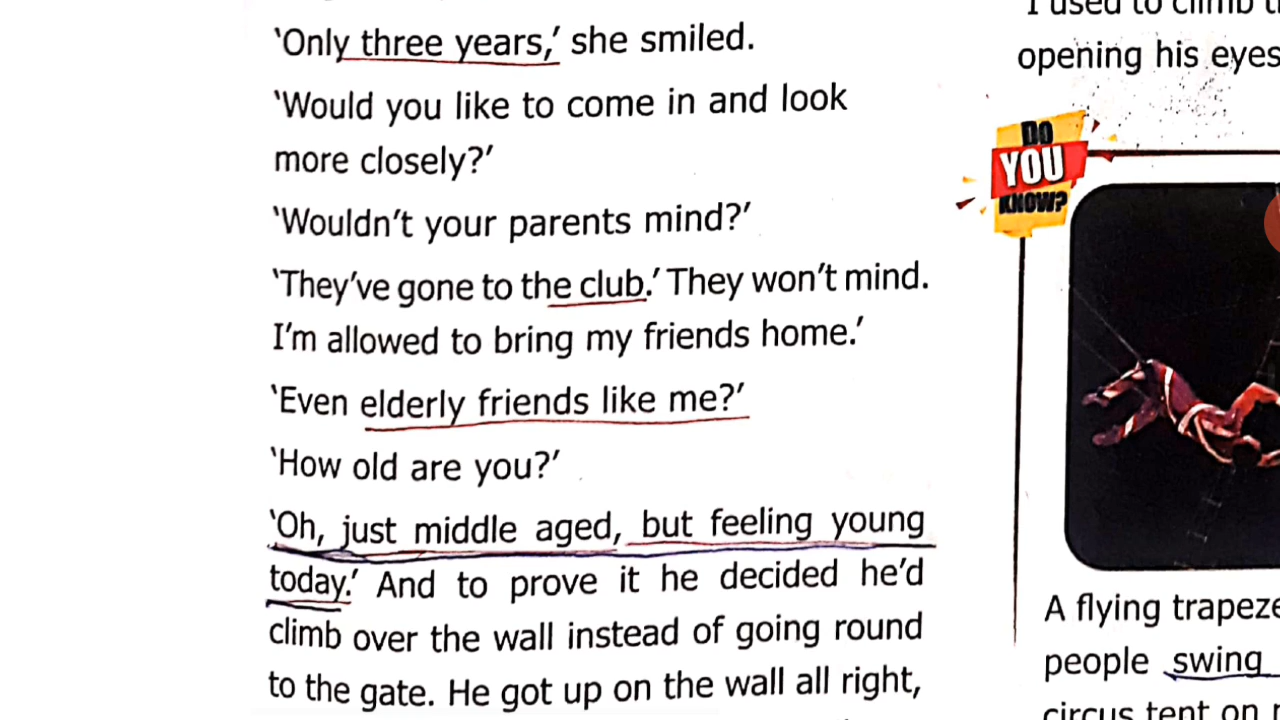 ‘Only three years,’ she smiled.
‘Would you like to come in and look
more closely?’
‘Wouldn’t your parents mind?’
‘They’ve gone to the club.’ They won’t mind.
I’m allowed to bring my friends home.’
‘Even elderly friends like me?’
‘How old are you?’
‘Oh, just middle aged, but feeling young
today.’ And to prove it he decided he’d
climb over the wall instead of going round
to the gate. He got up on the wall all right,
opening his eyes
DO
YOU
KNOW?
A flying trapeze
people swing
circus tent on